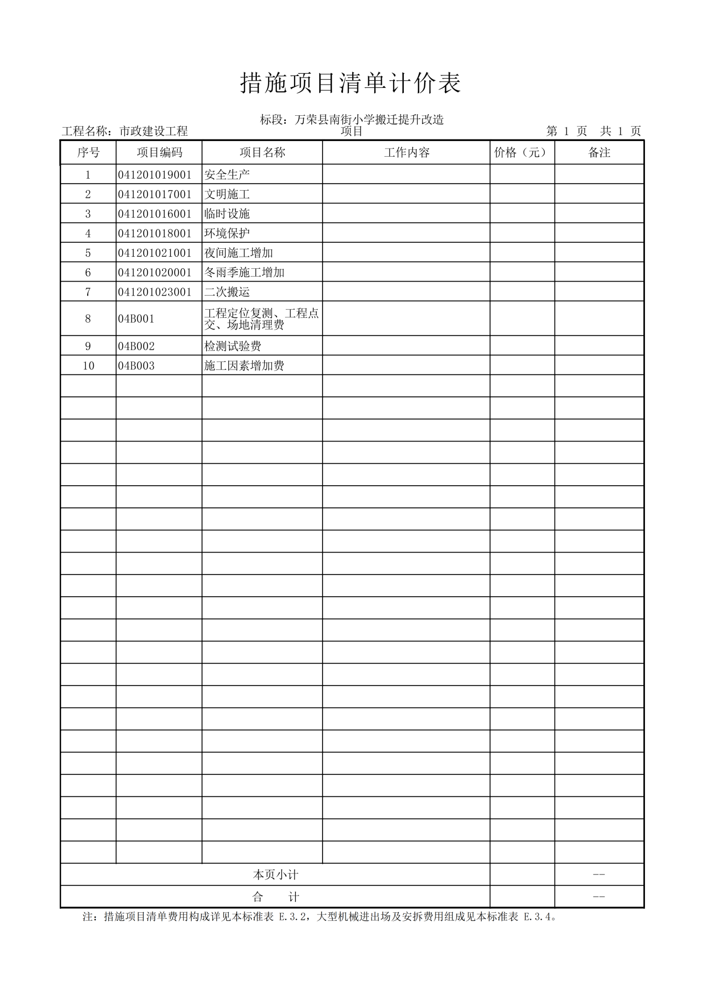 措施项目清单计价表
标段：万荣县南街小学搬迁提升改造
工程名称：市政建设工程 项目 第 1 页 共 1 页
序号 项目编码 项目名称 工作内容 价格（元） 备注
1 041201019001 安全生产
2 041201017001 文明施工
3 041201016001 临时设施
4 041201018001 环境保护
5 041201021001 夜间施工增加
6 041201020001 冬雨季施工增加
7 041201023001 二次搬运
8 04B001 工程定位复测、工程点
交、场地清理费
9 04B002 检测试验费
10 04B003 施工因素增加费
本页小计 --
合 计 --
注：措施项目清单费用构成详见本标准表 E.3.2，大型机械进出场及安拆费用组成见本标准表 E.3.4。